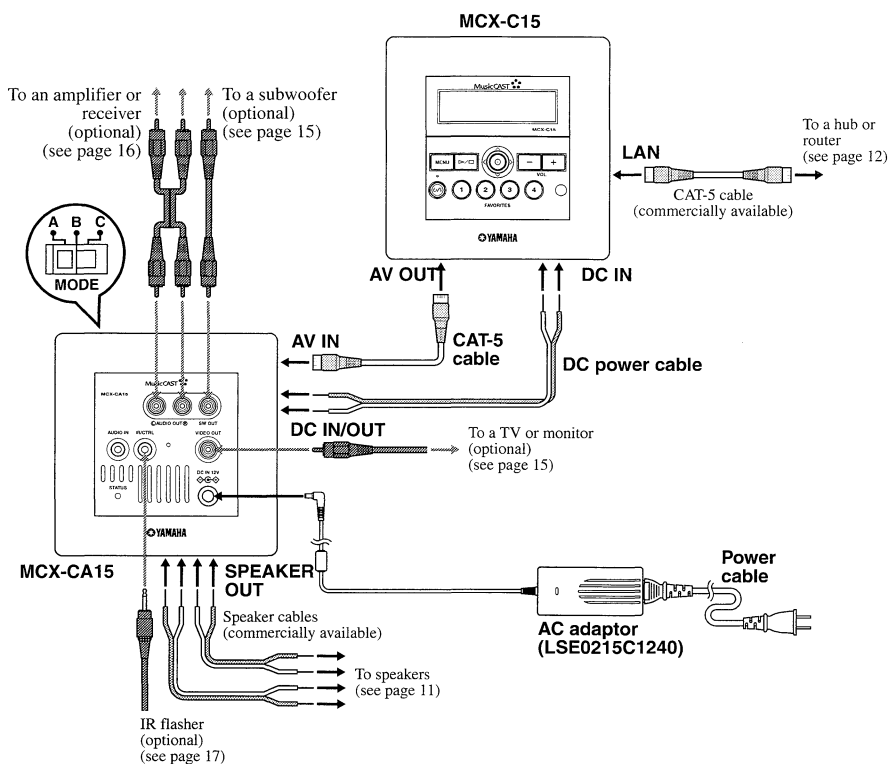 MCX-C15
To an amplifier or
receiver
(optional)
(see page 16)
To a subwoofer
(optional)
(see page 15)
MusicCAST
MCX-C15
MENU
VOL
1
2
3
4
FAVORITES
YAMAHA
LAN
To a hub or
router
(see page 12)
CAT-5 cable
(commercially available)
A B C
MODE
AV OUT
DC IN
AV IN
CAT-5
cable
DC power cable
MusicCAST
MCX-CA15
L AUDIO OUT R
S/W OUT
AUDIO IN
IR/CTRL
VIDEO OUT
DC IN 12V
STATUS
YAMAHA
DC IN/OUT
To a TV or monitor
(optional)
(see page 15)
MCX-CA15
SPEAKER
OUT
Speaker cables
(commercially available)
To speakers
(see page 11)
Power
cable
AC adaptor
(LSE0215C1240)
IR flasher
(optional)
(see page 17)